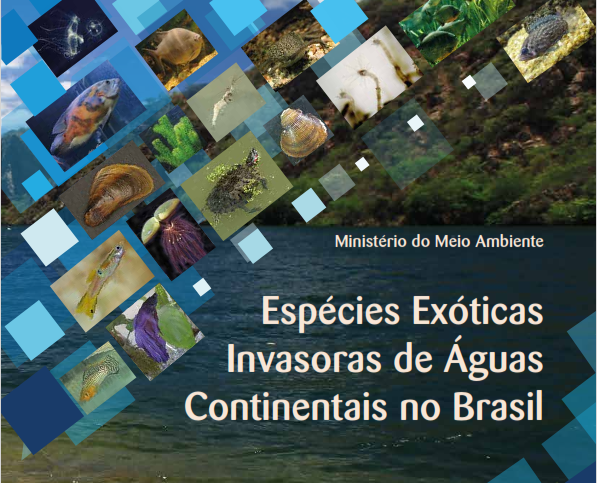 Ministério do Meio Ambiente
Espécies Exóticas
Invasoras de Águas
Continentais no Brasil